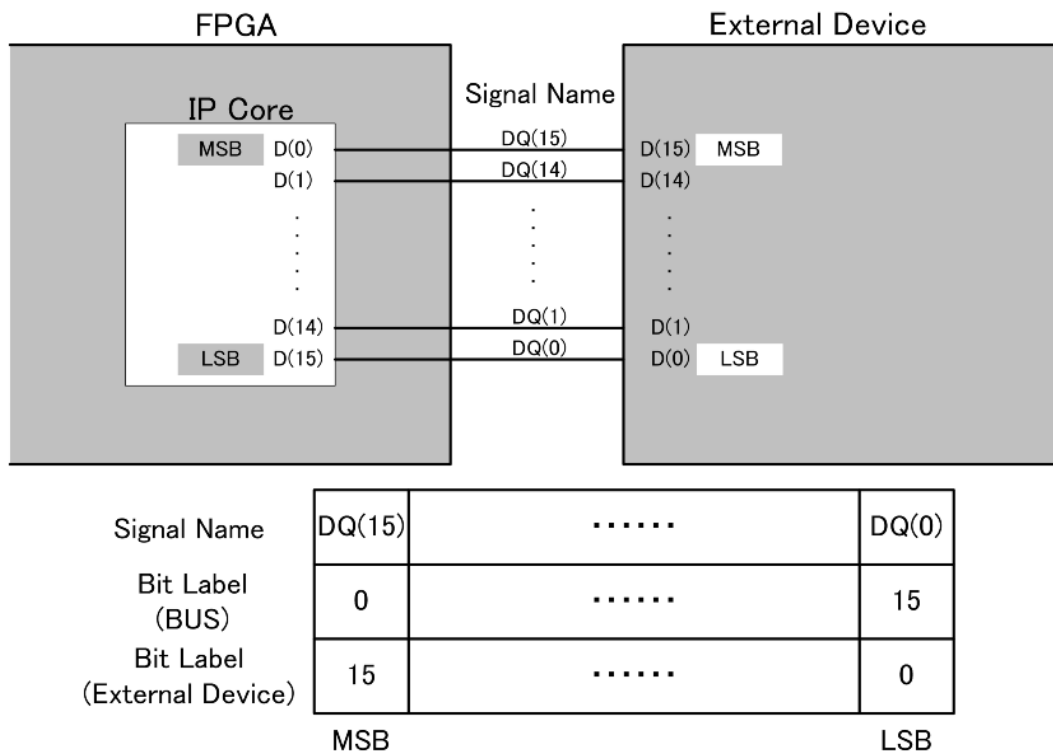 FPGA
External Device
Signal Name
IP Core
MSB D(0) DQ(15) D(15) MSB
D(1) DQ(14) D(14)
D(14) DQ(1) D(1)
LSB D(15) DQ(0) D(0) LSB
Signal Name DQ(15) ······ DQ(0)
Bit Label
(BUS)
0 ······ 15
Bit Label
(External Device)
15 ······ 0
MSB LSB